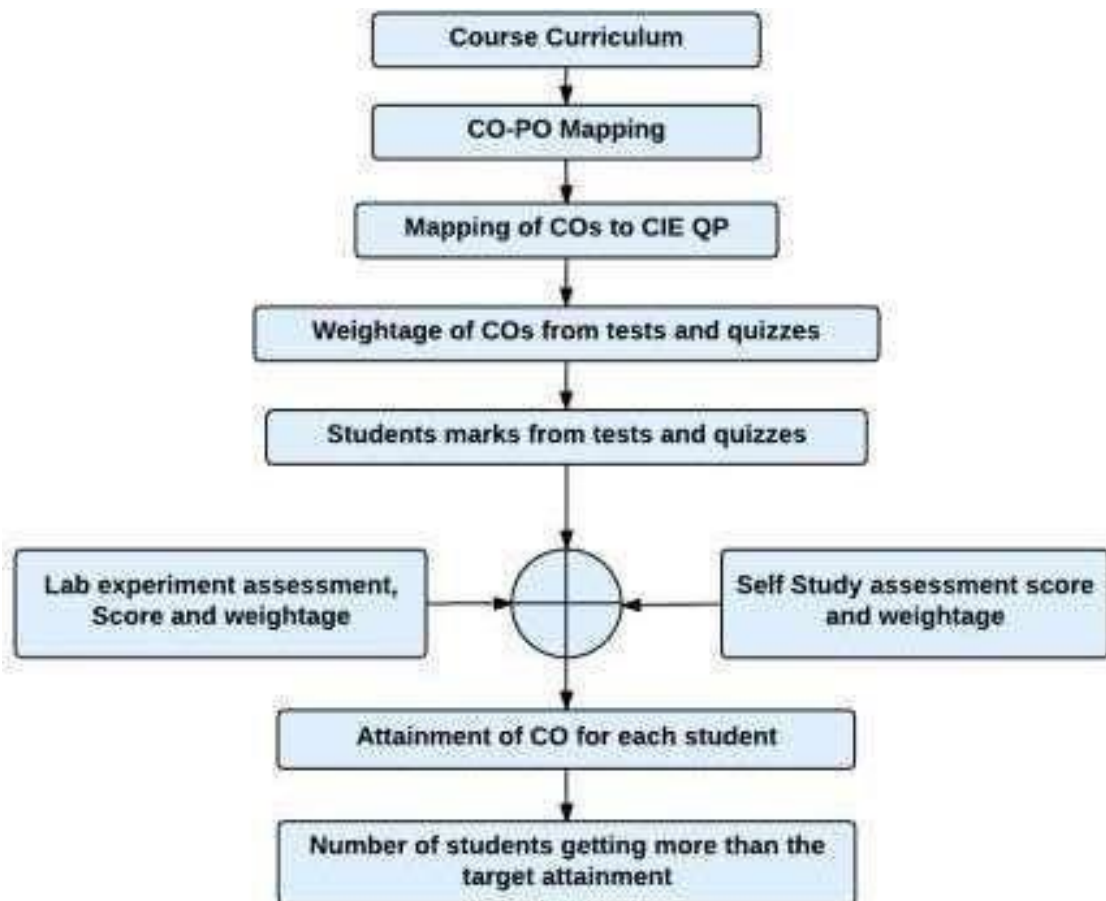 Course Curriculum
CO-PO Mapping
Mapping of COs to CIE QP
Weightage of COs from tests and quizzes
Students marks from tests and quizzes
Lab experiment assessment,
Score and weightage
Self Study assessment score
and weightage
Attainment of CO for each student
Number of students getting more than the
target attainment